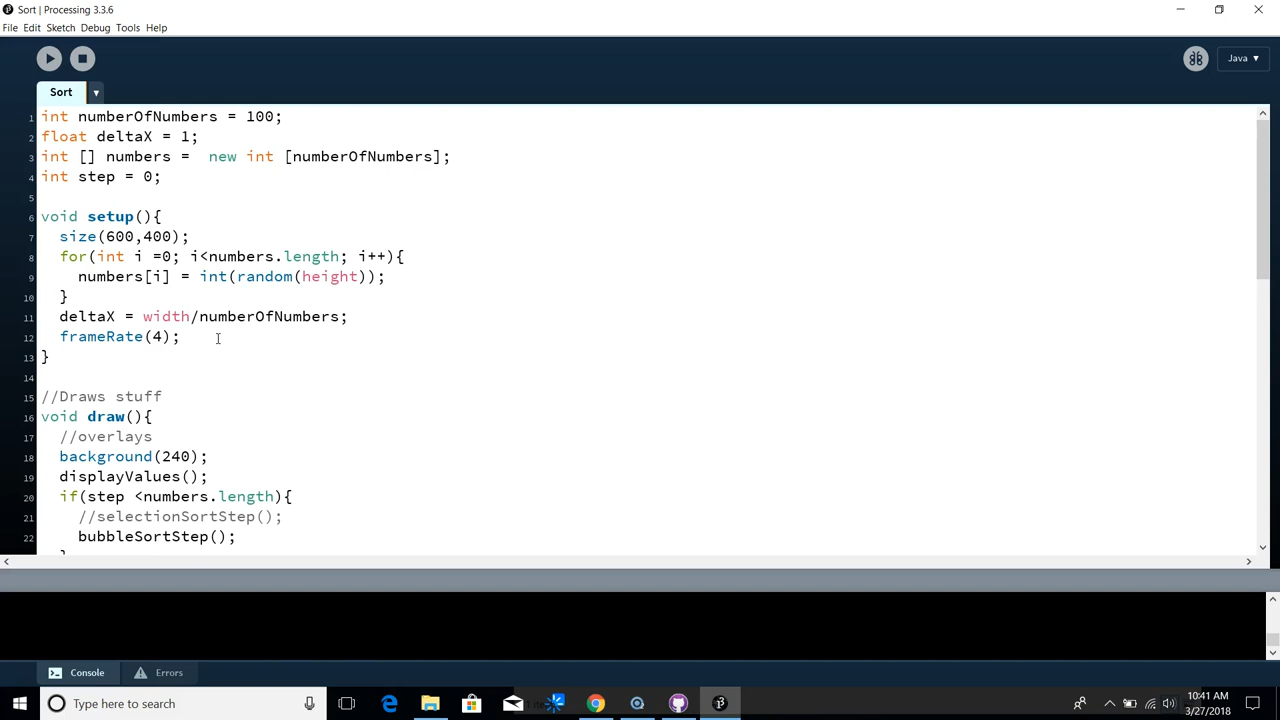 Sort | Processing 3.3.6
File Edit Sketch Debug Tools Help
Java ▾
Sort ▾
1 int numberOfNumbers = 100;
2 float deltaX = 1;
3 int [] numbers =  new int [numberOfNumbers];
4 int step = 0;
5
6 void setup(){
7   size(600,400);
8   for(int i =0; i<numbers.length; i++){
9     numbers[i] = int(random(height));
10   }
11   deltaX = width/numberOfNumbers;
12   frameRate(4);
13 }
14
15 //Draws stuff
16 void draw(){
17   //overlays
18   background(240);
19   displayValues();
20   if(step <numbers.length){
21     //selectionSortStep();
22     bubbleSortStep();
Console Errors
Type here to search
10:41 AM
3/27/2018